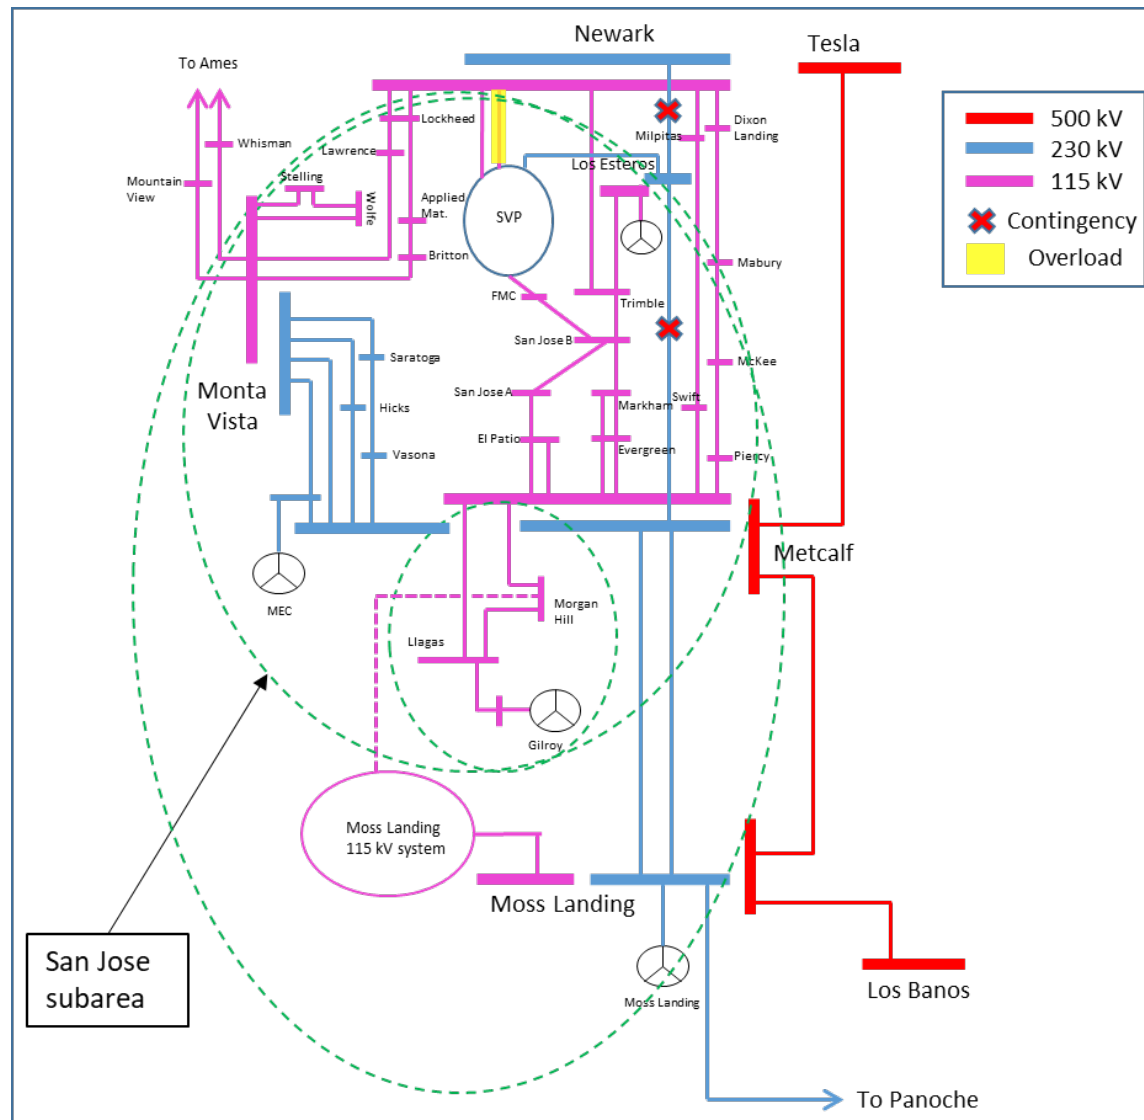 Newark
Tesla
To Ames
500 kV
230 kV
115 kV
Contingency
Overload
Lockheed
Milpitas
Dixon
Landing
Whisman
Lawrence
Los Esteros
Stelling
Mountain
View
Wolfe
Applied
Mat.
SVP
Britton
Mabury
FMC
Trimble
San Jose B
Saratoga
McKee
Monta
Vista
San Jose A
Markham
Swift
Hicks
El Patio
Evergreen
Vasona
Piercy
Metcalf
MEC
Morgan
Hill
Llagas
Gilroy
Moss Landing
115 kV system
Moss Landing
San Jose
subarea
Los Banos
Moss Landing
To Panoche